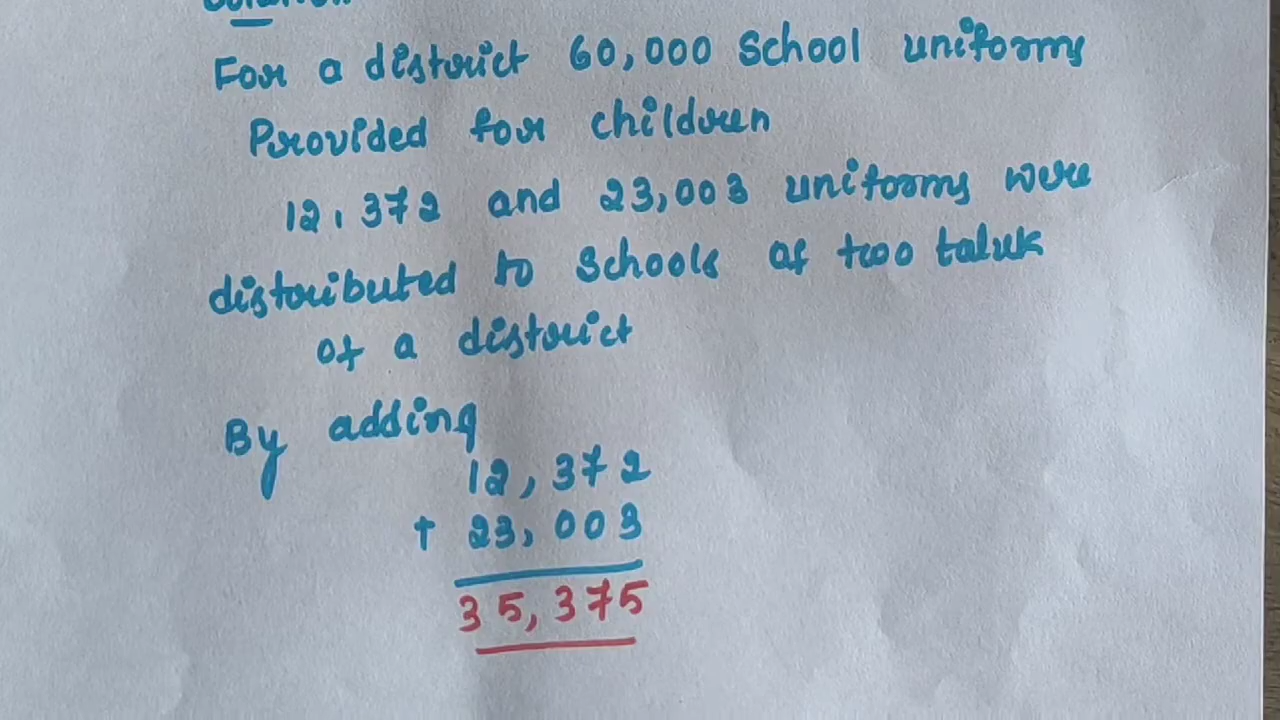 For a district 60,000 School uniforms
Provided for children
12,372 and 23,003 uniforms were
distributed to Schools of two taluk
of a district
By adding
12,372
+ 23,003
35,375